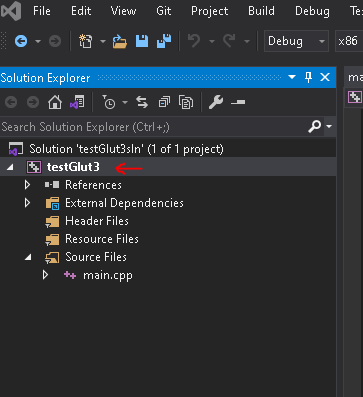 File Edit View Git Project Build Debug Tes
Debug x86
Solution Explorer
ma
Search Solution Explorer (Ctrl+;)
Solution 'testGlut3sln' (1 of 1 project)
testGlut3
References
External Dependencies
Header Files
Resource Files
Source Files
main.cpp